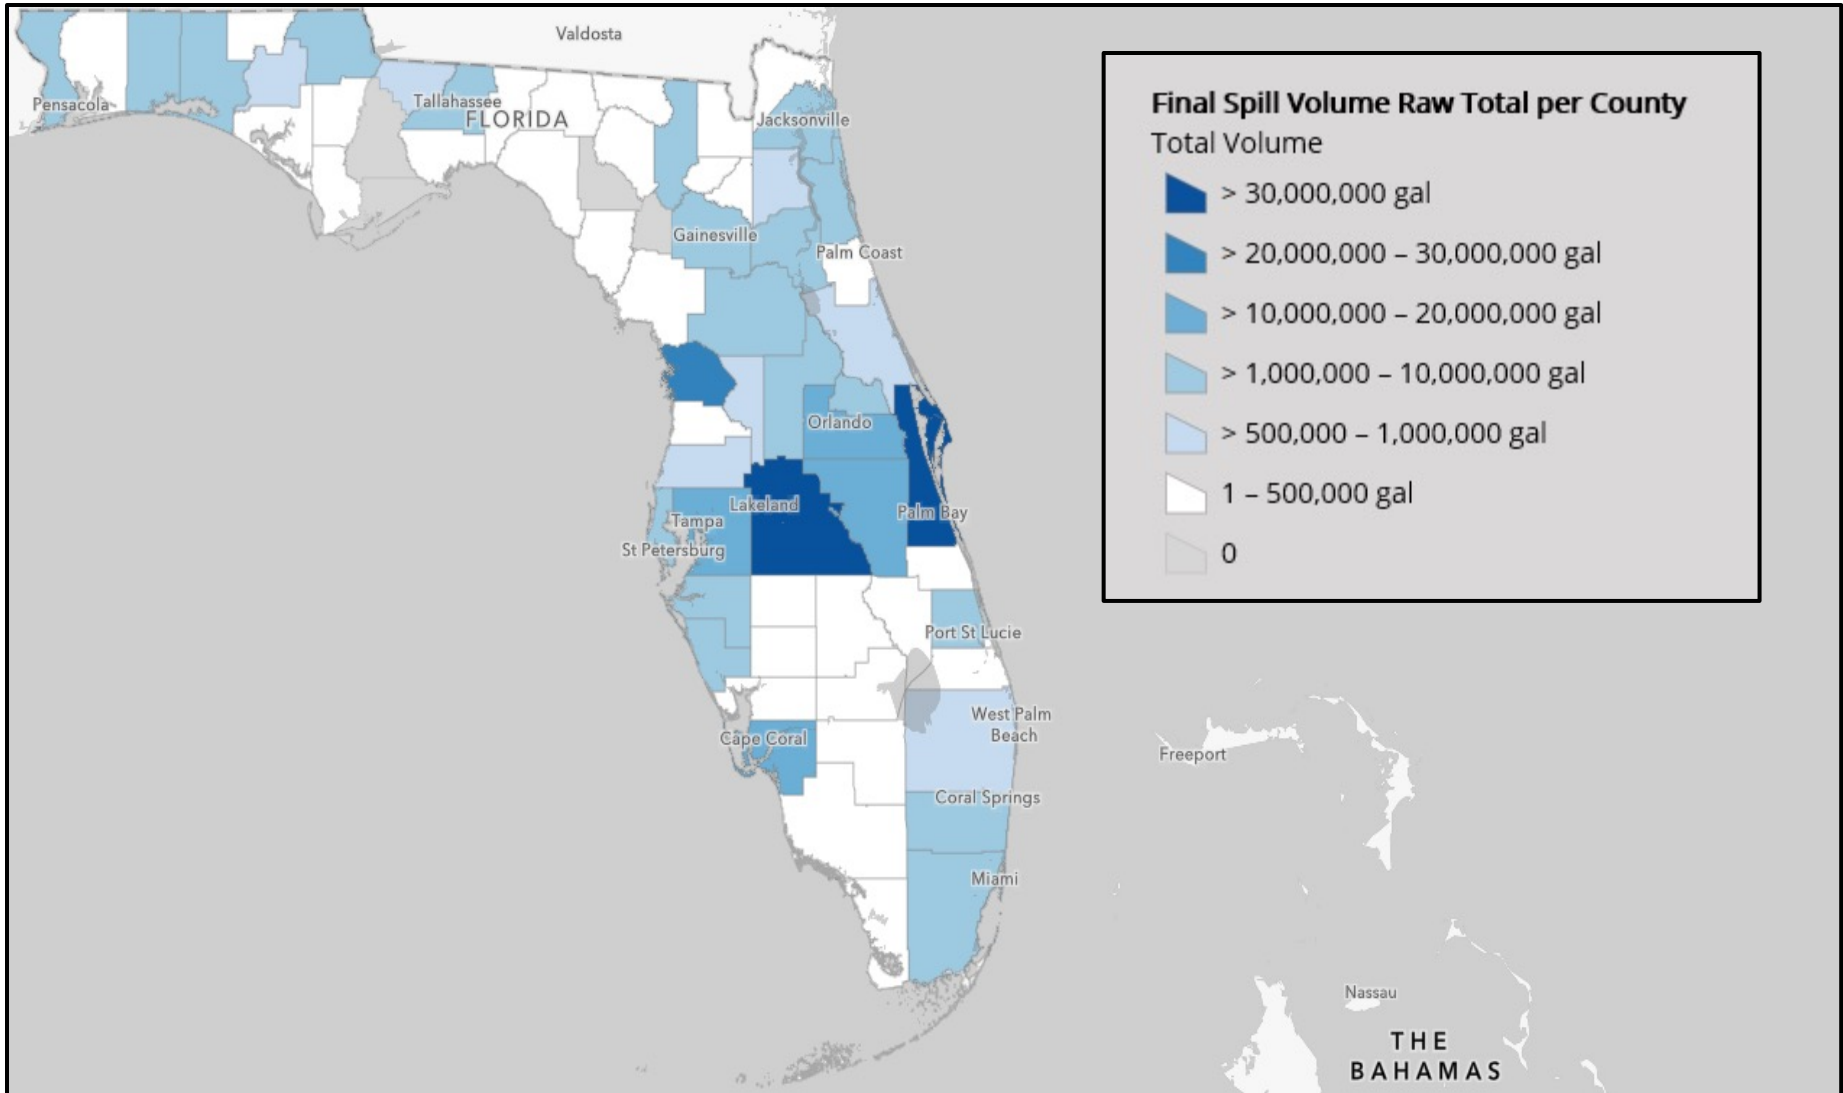 Valdosta
Pensacola
Tallahassee
FLORIDA
Jacksonville
Gainesville
Palm Coast
Orlando
Lakeland
Palm Bay
Tampa
St Petersburg
Port St Lucie
West Palm
Beach
Cape Coral
Coral Springs
Miami
Freeport
Nassau
THE
BAHAMAS
Final Spill Volume Raw Total per County
Total Volume
> 30,000,000 gal
> 20,000,000 – 30,000,000 gal
> 10,000,000 – 20,000,000 gal
> 1,000,000 – 10,000,000 gal
> 500,000 – 1,000,000 gal
1 – 500,000 gal
0